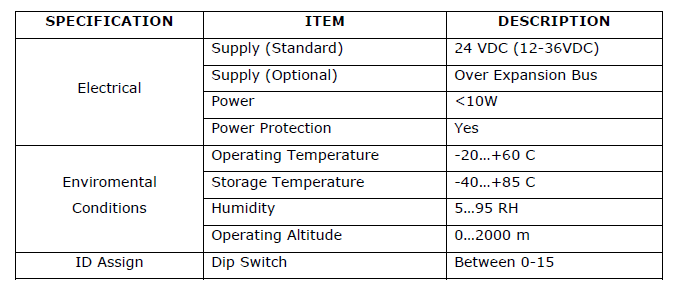 SPECIFICATION ITEM DESCRIPTION
Electrical
Supply (Standard) 24 VDC (12-36VDC)
Supply (Optional) Over Expansion Bus
Power <10W
Power Protection Yes
Enviromental
Conditions
Operating Temperature -20…+60 C
Storage Temperature -40…+85 C
Humidity 5…95 RH
Operating Altitude 0…2000 m
ID Assign Dip Switch Between 0-15